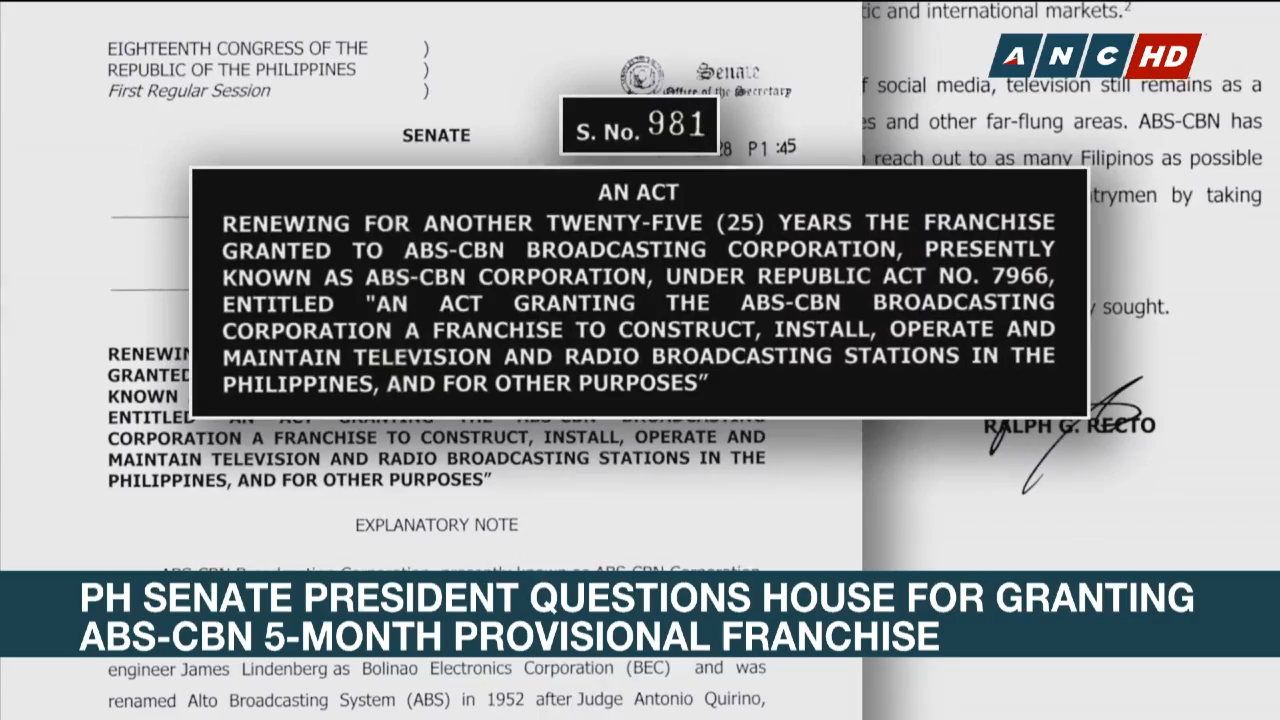 EIGHTEENTH CONGRESS OF THE )
REPUBLIC OF THE PHILIPPINES )
First Regular Session )
Senate
Office of the Secretary
SENATE
S. No. 981
P1:45
AN ACT
RENEWING FOR ANOTHER TWENTY-FIVE (25) YEARS THE FRANCHISE
GRANTED TO ABS-CBN BROADCASTING CORPORATION, PRESENTLY
KNOWN AS ABS-CBN CORPORATION, UNDER REPUBLIC ACT NO. 7966,
ENTITLED "AN ACT GRANTING THE ABS-CBN BROADCASTING
CORPORATION A FRANCHISE TO CONSTRUCT, INSTALL, OPERATE AND
MAINTAIN TELEVISION AND RADIO BROADCASTING STATIONS IN THE
PHILIPPINES, AND FOR OTHER PURPOSES”
GRANTED
KNOWN
CORPORATION A FRANCHISE TO CONSTRUCT, INSTALL, OPERATE AND
MAINTAIN TELEVISION AND RADIO BROADCASTING STATIONS IN THE
PHILIPPINES, AND FOR OTHER PURPOSES”
EXPLANATORY NOTE
engineer James Lindenberg as Bolinao Electronics Corporation (BEC) and was
renamed Alto Broadcasting System (ABS) in 1952 after Judge Antonio Quirino,
and international markets.2
ANC HD
social media, television still remains as a
and other far-flung areas. ABS-CBN has
reach out to as many Filipinos as possible
by taking
sought.
RALPH G. RECTO
PH SENATE PRESIDENT QUESTIONS HOUSE FOR GRANTING
ABS-CBN 5-MONTH PROVISIONAL FRANCHISE